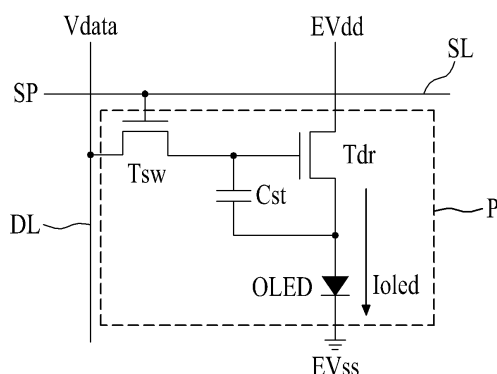 Vdata
EVdd
SL
SP
Tsw
Tdr
Cst
P
DL
OLED
Ioled
EVss